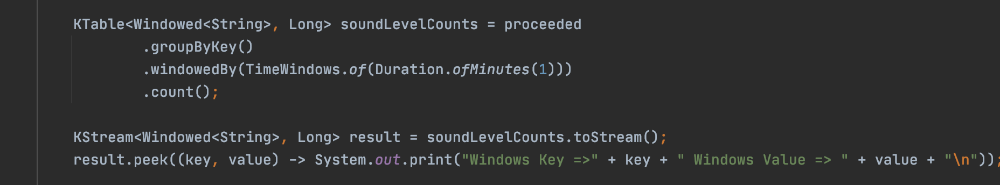 KTable<Windowed<String>, Long> soundLevelCounts = proceeded
.groupByKey()
.windowedBy(TimeWindows.of(Duration.ofMinutes(1)))
.count();
KStream<Windowed<String>, Long> result = soundLevelCounts.toStream();
result.peek((key, value) -> System.out.print("Windows Key =>" + key + " Windows Value => " + value + "\n"));